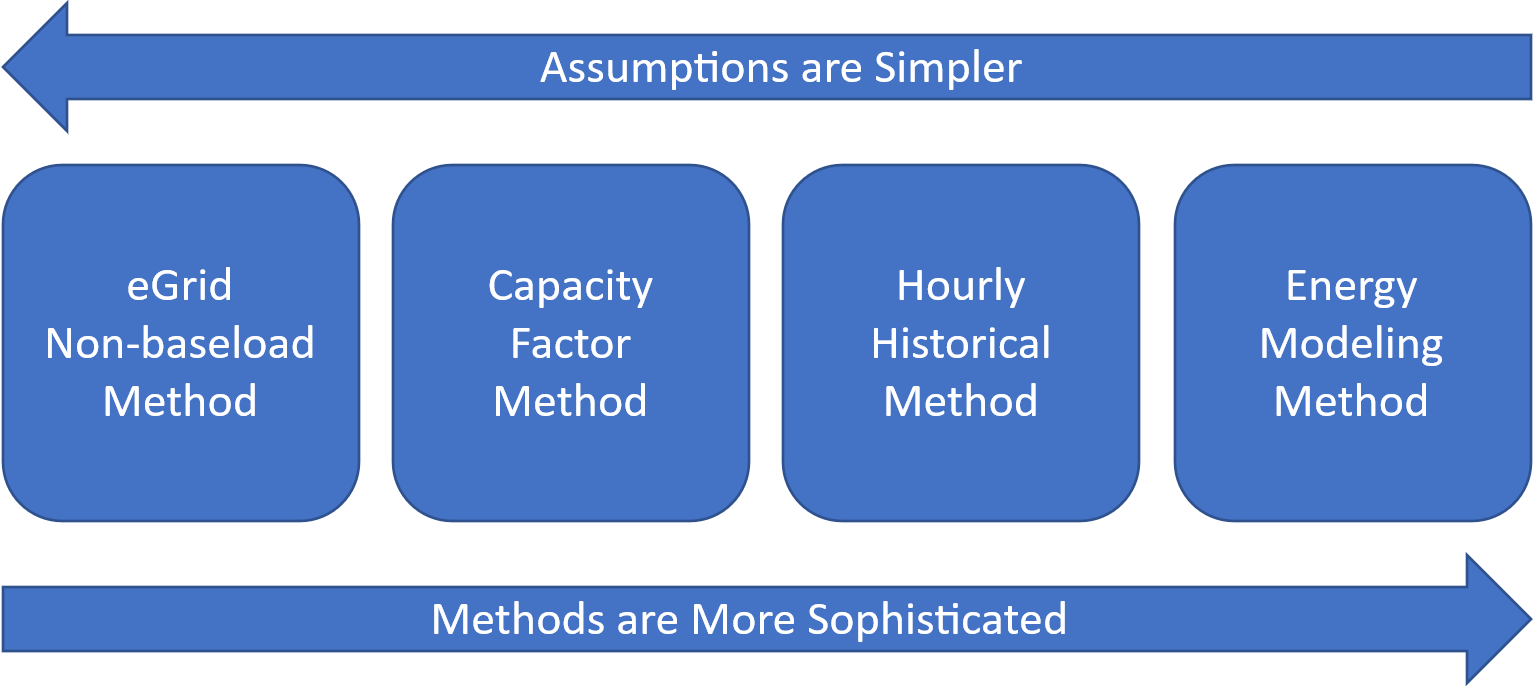 Assumptions are Simpler
eGrid
Non-baseload
Method
Capacity
Factor
Method
Hourly
Historical
Method
Energy
Modeling
Method
Methods are More Sophisticated